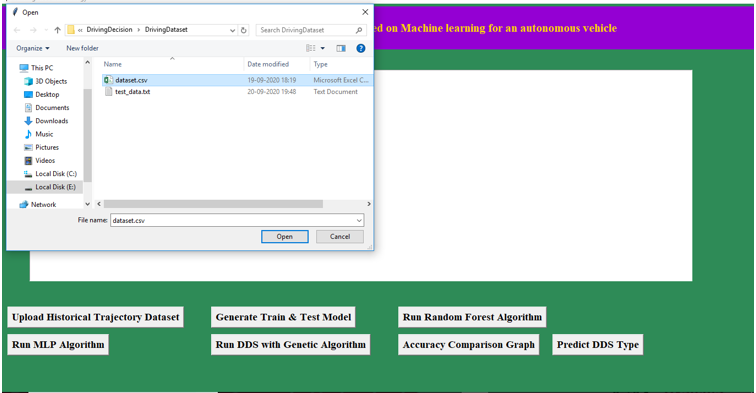 Open
ed on Machine learning for an autonomous vehicle
« DrivingDecision > DrivingDataset
Search DrivingDataset
Organize
New folder
This PC
3D Objects
Desktop
Documents
Downloads
Music
Pictures
Videos
Local Disk (C:)
Local Disk (E:)
Network
Name Date modified Type
dataset.csv 19-09-2020 18:19 Microsoft Excel C...
test_data.txt 20-09-2020 19:48 Text Document
File name: dataset.csv
Open Cancel
Upload Historical Trajectory Dataset Generate Train & Test Model Run Random Forest Algorithm
Run MLP Algorithm Run DDS with Genetic Algorithm Accuracy Comparison Graph Predict DDS Type